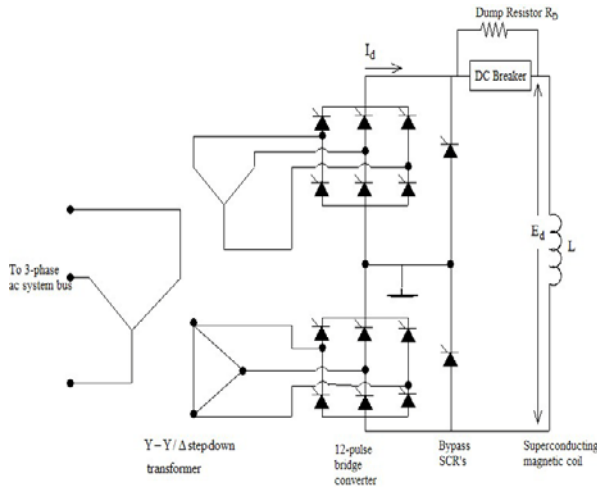 Dump Resistor R_D
I_d
DC Breaker
E_d
L
To 3-phase
ac system bus
Y – Y / Δ stepdown
transformer
12-pulse
bridge
converter
Bypass
SCR's
Superconducting
magnetic coil